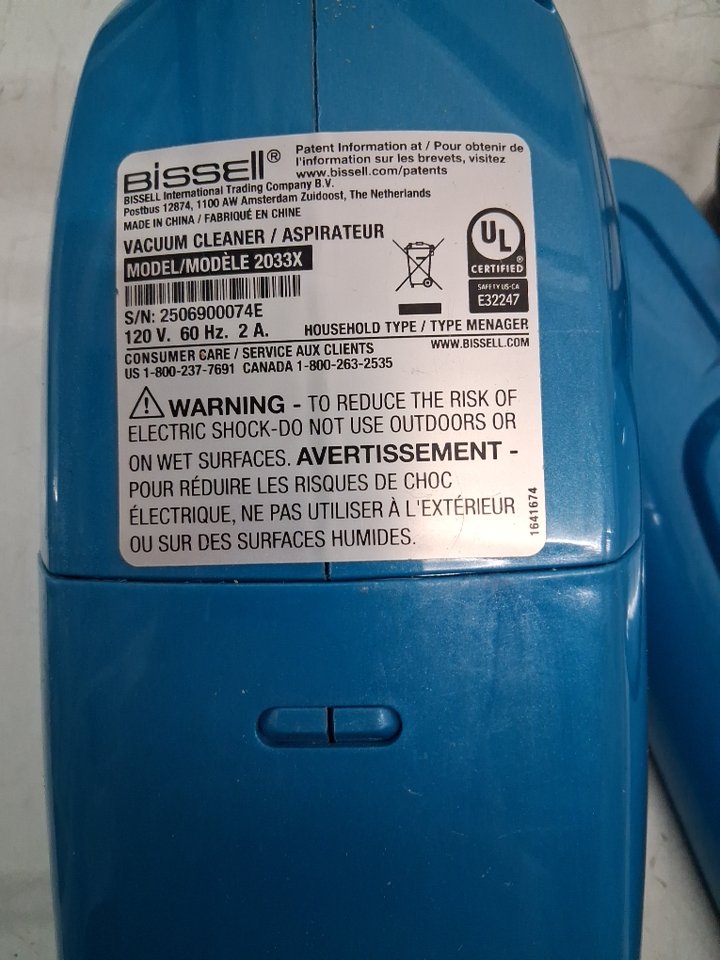 BISSELL®
Patent Information at / Pour obtenir de
l'information sur les brevets, visitez
www.bissell.com/patents
BISSELL International Trading Company B.V.
Postbus 12874, 1100 AW Amsterdam Zuidoost, The Netherlands
MADE IN CHINA / FABRIQUÉ EN CHINE
VACUUM CLEANER / ASPIRATEUR
MODEL/MODÈLE 2033X
S/N: 2506900074E
120 V. 60 Hz. 2 A.
UL
®
CERTIFIED
SAFETY US-CA
E32247
HOUSEHOLD TYPE / TYPE MENAGER
CONSUMER CARE / SERVICE AUX CLIENTS
WWW.BISSELL.COM
US 1-800-237-7691 CANADA 1-800-263-2535
WARNING - TO REDUCE THE RISK OF
ELECTRIC SHOCK-DO NOT USE OUTDOORS OR
ON WET SURFACES. AVERTISSEMENT -
POUR RÉDUIRE LES RISQUES DE CHOC
ÉLECTRIQUE, NE PAS UTILISER À L'EXTÉRIEUR
OU SUR DES SURFACES HUMIDES.
1641674